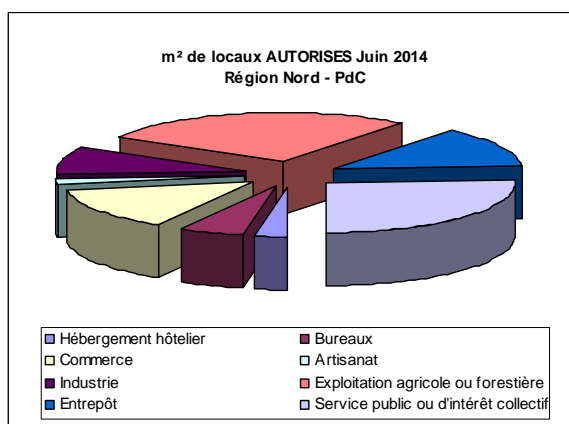 m² de locaux AUTORISES Juin 2014
Région Nord - PdC
Hébergement hôtelier
Bureaux
Commerce
Artisanat
Industrie
Exploitation agricole ou forestière
Entrepôt
Service public ou d'intérêt collectif